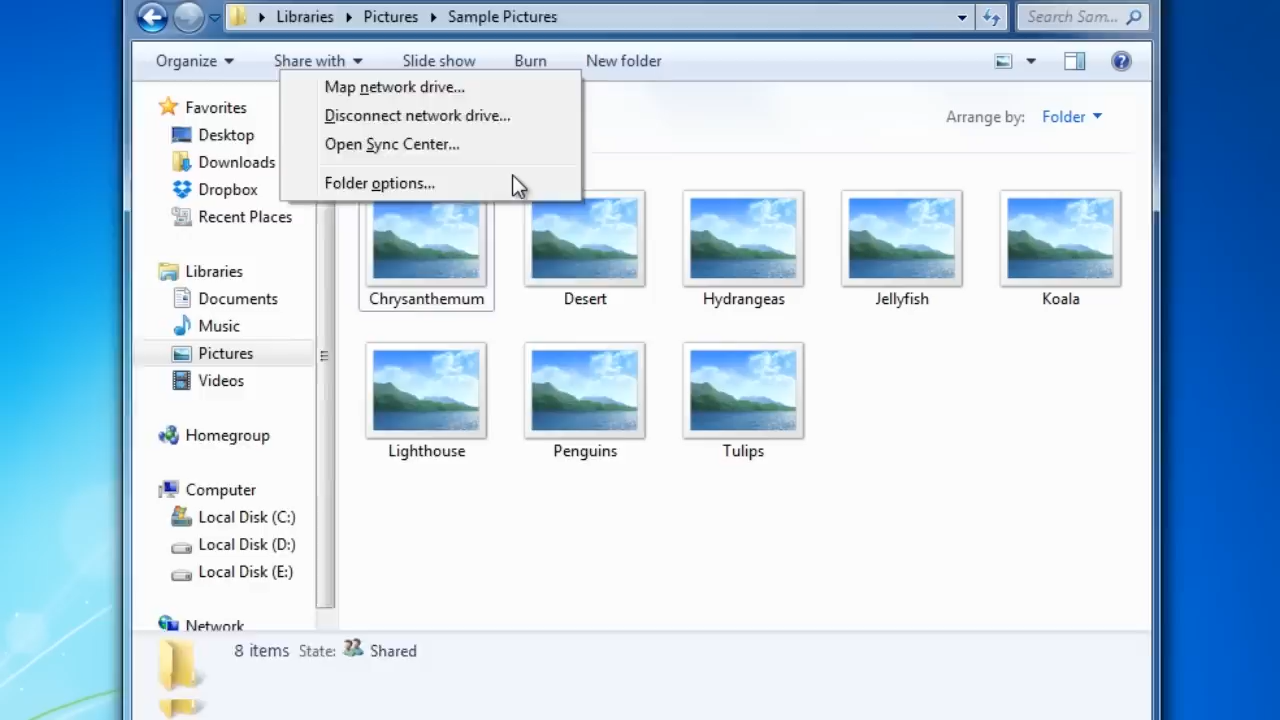 Libraries Pictures Sample Pictures Search Sam...
Organize Share with Slide show Burn New folder
Map network drive...
Disconnect network drive...
Open Sync Center...
Folder options...
Arrange by: Folder
Favorites
Desktop
Downloads
Dropbox
Recent Places
Libraries
Documents
Music
Pictures
Videos
Homegroup
Computer
Local Disk (C:)
Local Disk (D:)
Local Disk (E:)
Network
Chrysanthemum Desert Hydrangeas Jellyfish Koala
Lighthouse Penguins Tulips
8 items State: Shared